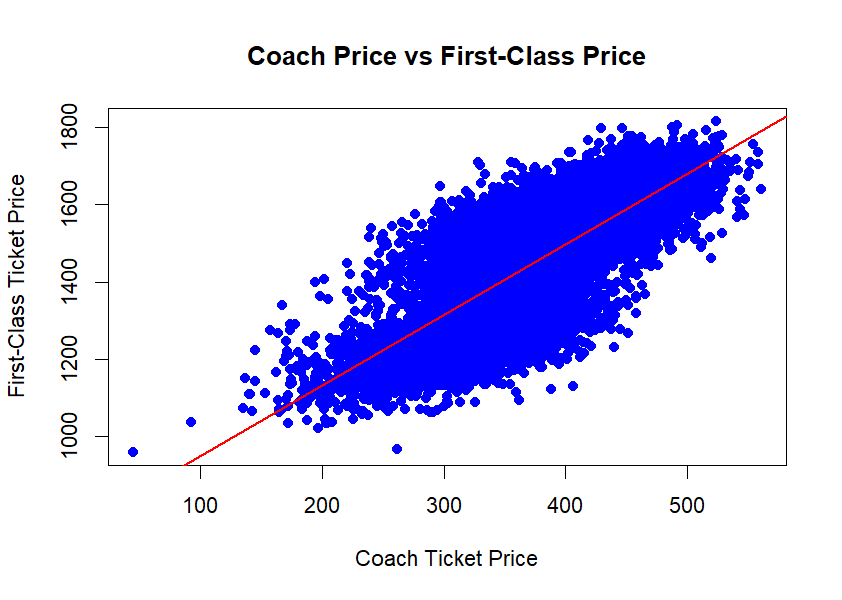 Coach Price vs First-Class Price
First-Class Ticket Price
1800
1600
1400
1200
1000
100 200 300 400 500
Coach Ticket Price